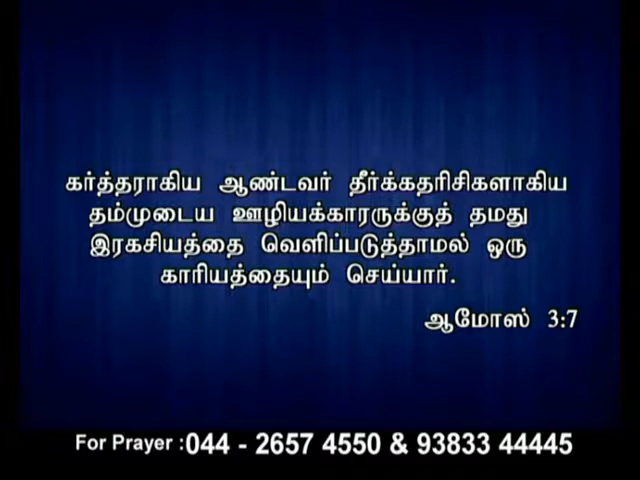 கர்த்தராகிய ஆண்டவர் தீர்க்கதரிசிகளாகிய
தம்முடைய ஊழியக்காரருக்குத் தமது
இரகசியத்தை வெளிப்படுத்தாமல் ஒரு
காரியத்தையும் செய்யார்.
ஆமோஸ் 3:7
For Prayer : 044 - 2657 4550 & 93833 44445